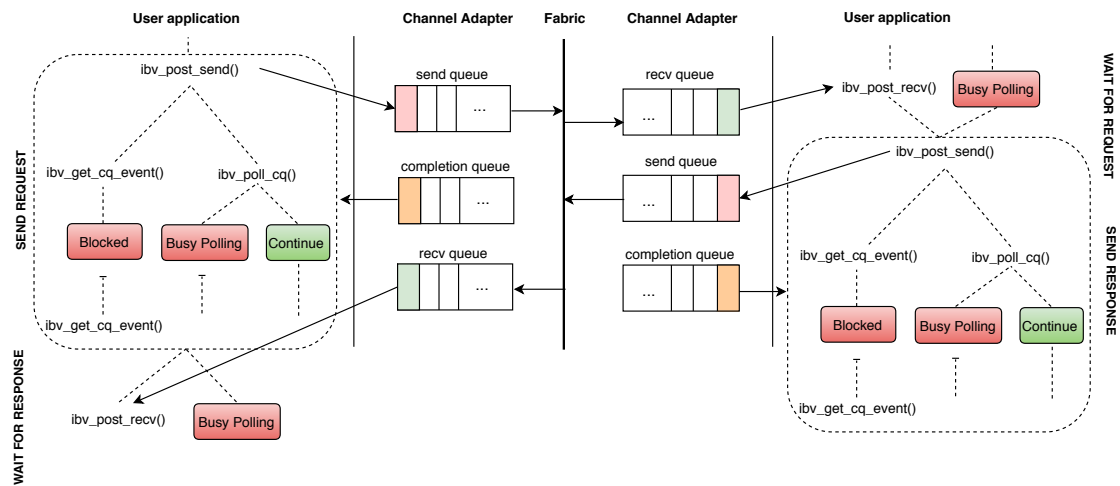 User application
Channel Adapter
Fabric
Channel Adapter
User application
SEND REQUEST
WAIT FOR RESPONSE
ibv_post_send()
ibv_get_cq_event()
ibv_poll_cq()
Blocked
Busy Polling
Continue
ibv_get_cq_event()
ibv_post_recv()
Busy Polling
send queue
...
completion queue
...
recv queue
...
recv queue
...
send queue
...
completion queue
...
ibv_post_recv()
Busy Polling
ibv_post_send()
ibv_get_cq_event()
ibv_poll_cq()
Blocked
Busy Polling
Continue
ibv_get_cq_event()
WAIT FOR REQUEST
SEND RESPONSE